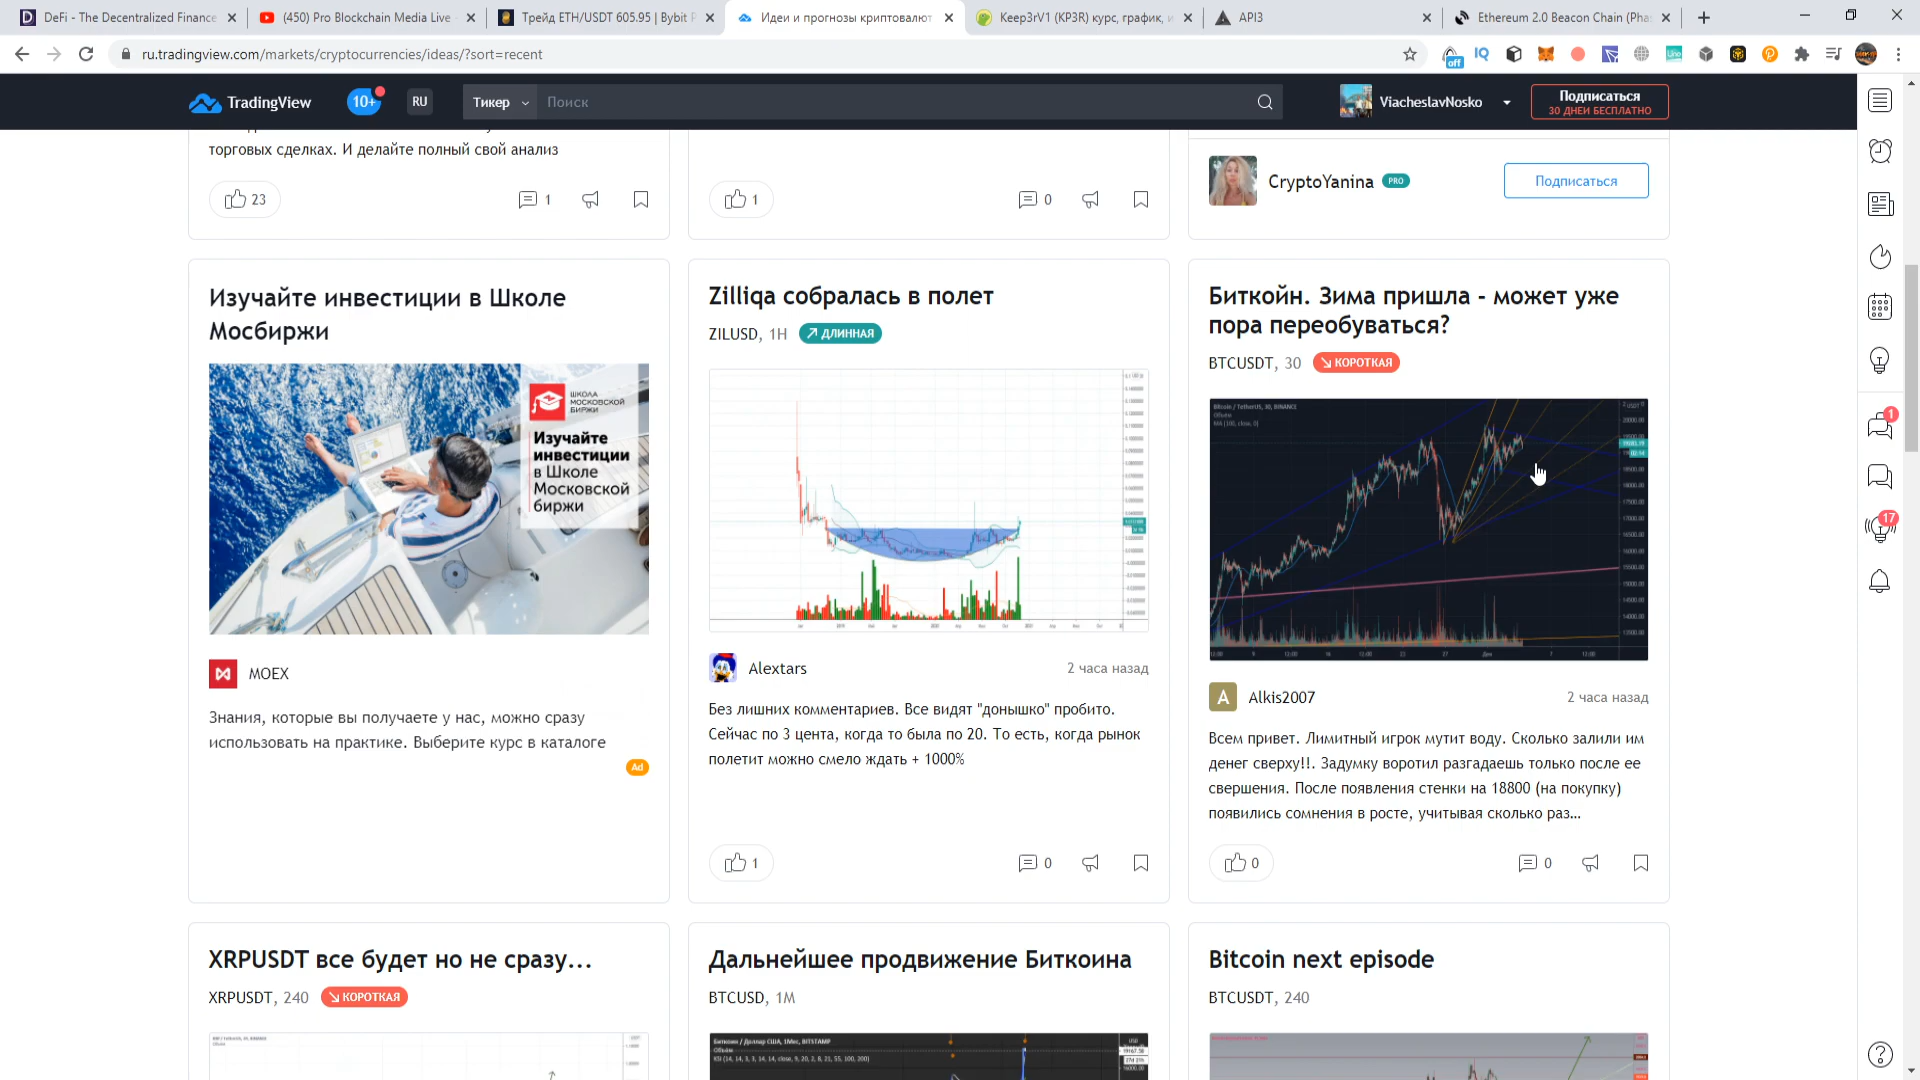 DeFi - The Decentralized Finance
(450) Pro Blockchain Media Live -
Трейд ETH/USDT 605.95 | Bybit
Идеи и прогнозы криптовалют
Keep3rV1 (KP3R) курс, график,
API3
Ethereum 2.0 Beacon Chain (Pha
ru.tradingview.com/markets/cryptocurrencies/ideas/?sort=recent
off
IQ
TradingView
10+
RU
Тикер
Поиск
ViacheslavNosko
Подписаться
30 ДНЕЙ БЕСПЛАТНО
торговых сделках. И делайте полный свой анализ
23
1
1
0
CryptoYanina PRO
Подписаться
Изучайте инвестиции в Школе
Мосбиржи
ШКОЛА
МОСКОВСКОЙ
БИРЖИ
Изучайте
инвестиции
в Школе
Московской
биржи
MOEX
Знания, которые вы получаете у нас, можно сразу
использовать на практике. Выберите курс в каталоге
Ad
Zilliqa собралась в полет
ZILUSD, 1H ДЛИННАЯ
Alextars
2 часа назад
Без лишних комментариев. Все видят "донышко" пробито.
Сейчас по 3 цента, когда то была по 20. То есть, когда рынок
полетит можно смело ждать + 1000%
1
0
Биткойн. Зима пришла - может уже
пора переобуваться?
BTCUSDT, 30 КОРОТКАЯ
A
Alkis2007
2 часа назад
Всем привет. Лимитный игрок мутит воду. Сколько залили им
денег сверху!!. Задумку воротил разгадаешь только после ее
свершения. После появления стенки на 18800 (на покупку)
появились сомнения в росте, учитывая сколько раз...
0
0
XRPUSDT все будет но не сразу...
XRPUSDT, 240 КОРОТКАЯ
Дальнейшее продвижение Биткоина
BTCUSD, 1M
Биткоин / Доллар США, 1Мес, BITSTAMP
Bitcoin next episode
BTCUSDT, 240
1
17